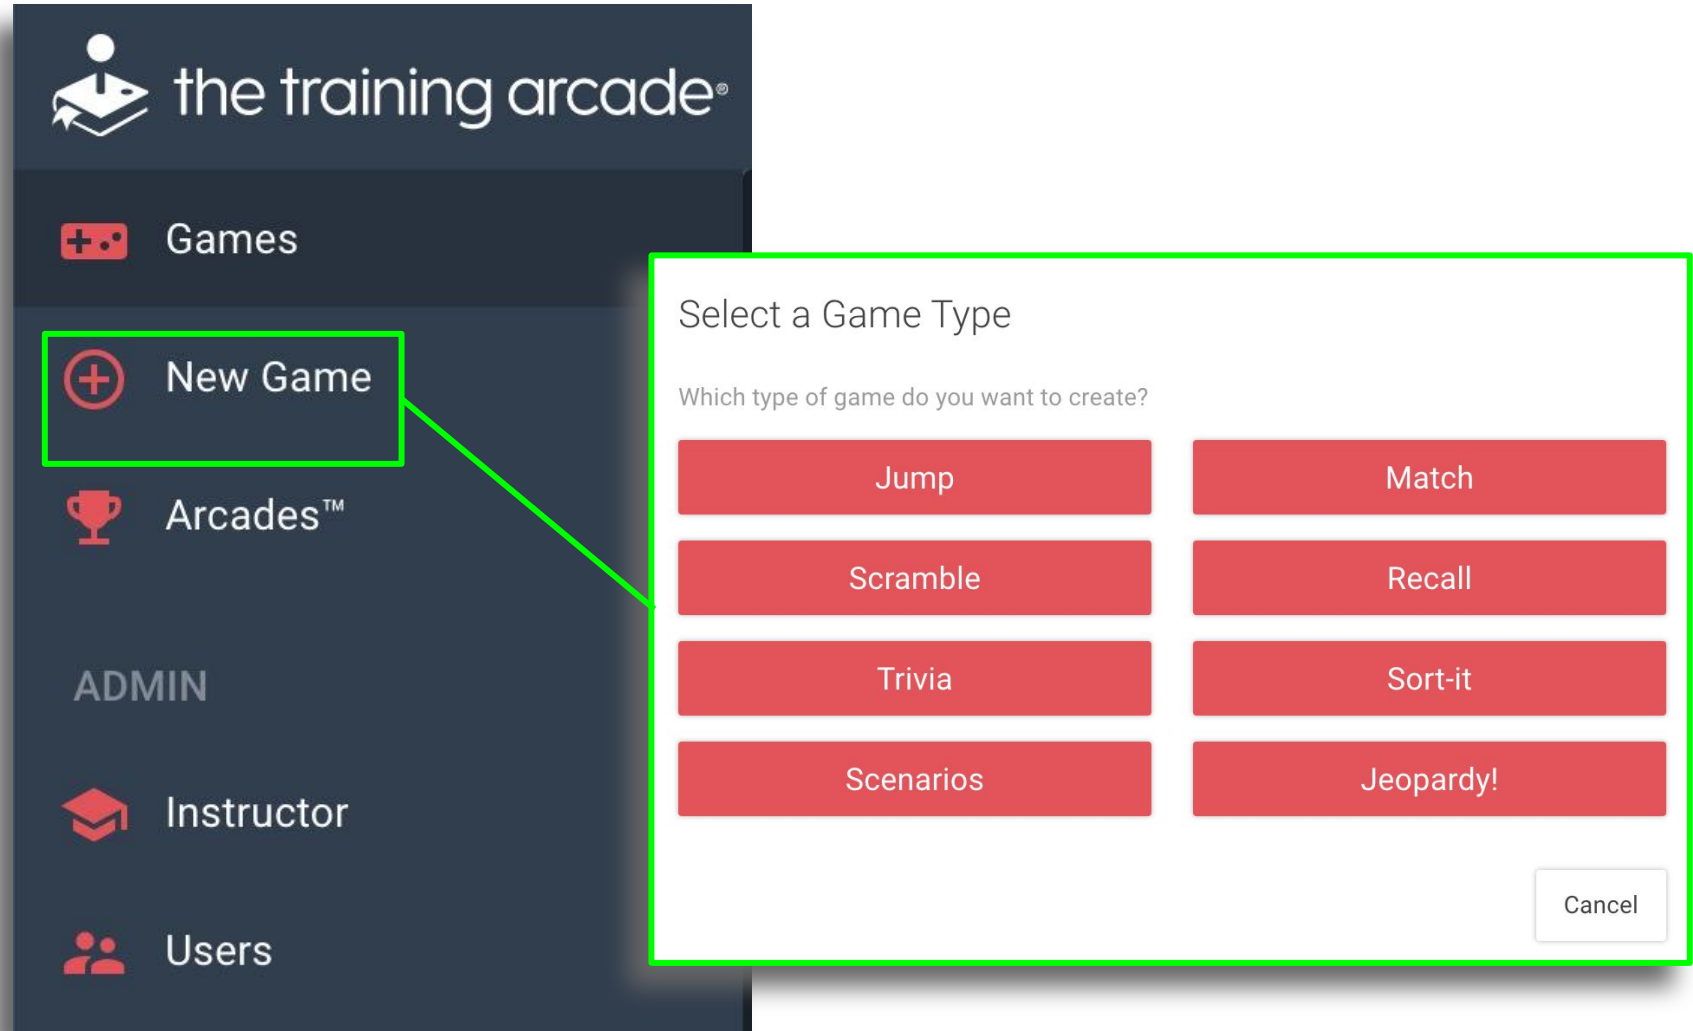 the training arcade®
Games
New Game
Arcades™
ADMIN
Instructor
Users
Select a Game Type
Which type of game do you want to create?
Jump
Match
Scramble
Recall
Trivia
Sort-it
Scenarios
Jeopardy!
Cancel